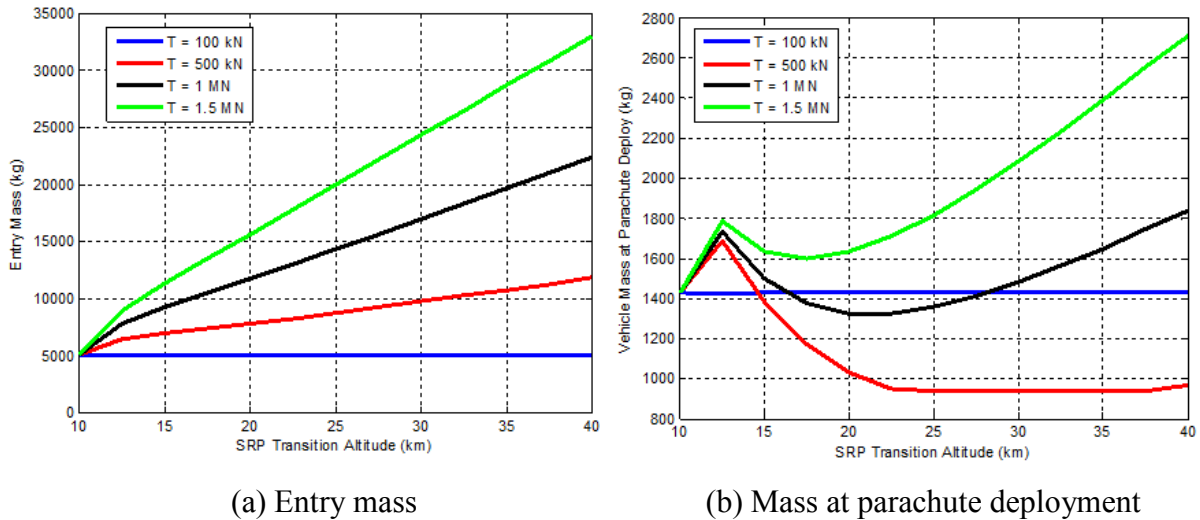 T = 100 kN
T = 500 kN
T = 1 MN
T = 1.5 MN
Entry Mass (kg)
35000
30000
25000
20000
15000
10000
5000
0
10 15 20 25 30 35 40
SRP Transition Altitude (km)
(a) Entry mass
T = 100 kN
T = 500 kN
T = 1 MN
T = 1.5 MN
Vehicle Mass at Parachute Deploy (kg)
2800
2600
2400
2200
2000
1800
1600
1400
1200
1000
800
10 15 20 25 30 35 40
SRP Transition Altitude (km)
(b) Mass at parachute deployment